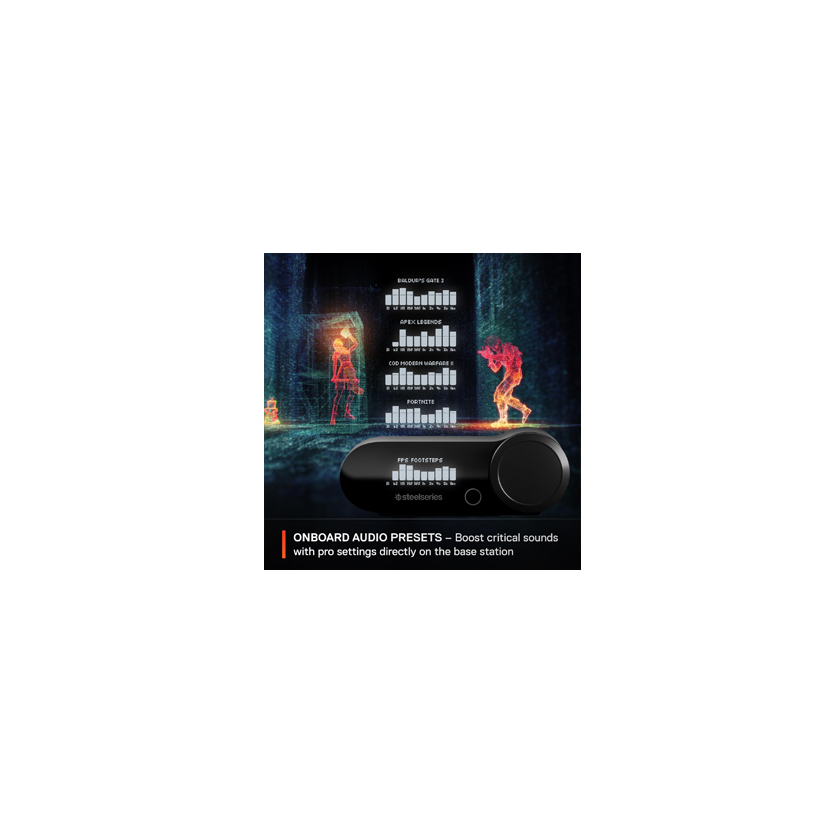 BALDUR'S GATE 3
APEX LEGENDS
COD MODERN WARFARE II
FORTNITE
FPS FOOTSTEPS
steelseries
ONBOARD AUDIO PRESETS – Boost critical sounds
with pro settings directly on the base station